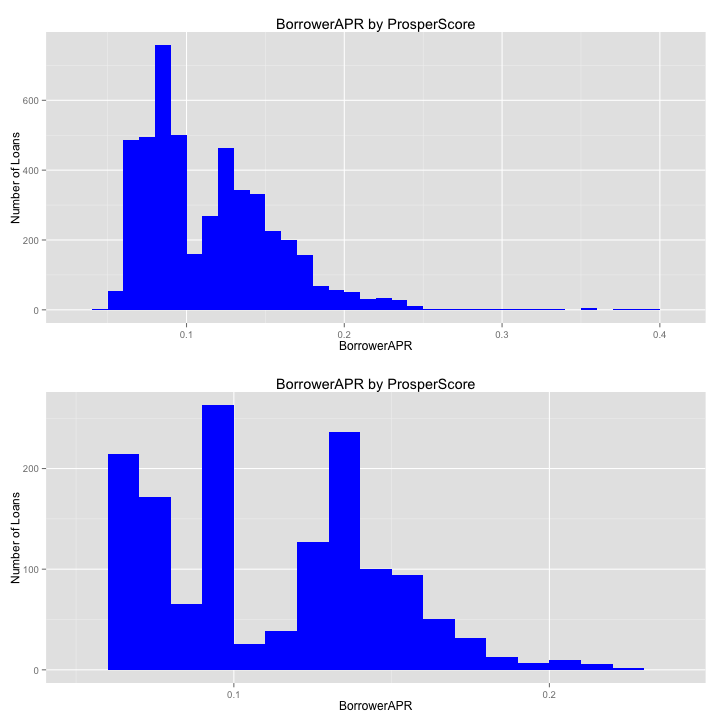 BorrowerAPR by ProsperScore
Number of Loans
600
400
200
0
0.1 0.2 0.3 0.4
BorrowerAPR
BorrowerAPR by ProsperScore
Number of Loans
200
100
0
0.1 0.2
BorrowerAPR